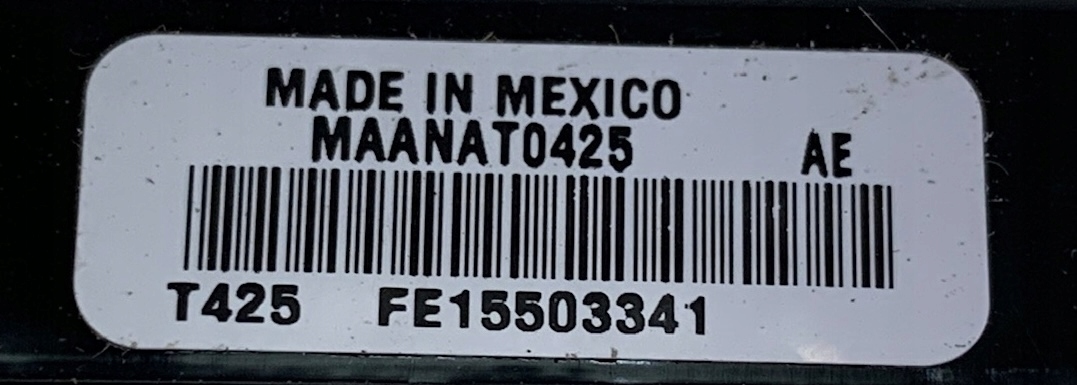 MADE IN MEXICO
MAANAT0425 AE
T425 FE15503341